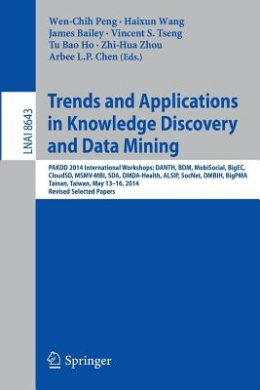 Wen-Chih Peng · Haixun Wang
James Bailey · Vincent S. Tseng
Tu Bao Ho · Zhi-Hua Zhou
Arbee L.P. Chen (Eds.)
LNAI 8643
Trends and Applications
in Knowledge Discovery
and Data Mining
PAKDD 2014 International Workshops: DANTH, BDM, MobiSocial, BigEC,
CloudSD, MSMV-MBI, SDA, DMDA-Health, ALSIP, SocNet, DMBIH, BigPMA
Tainan, Taiwan, May 13–16, 2014
Revised Selected Papers
Springer